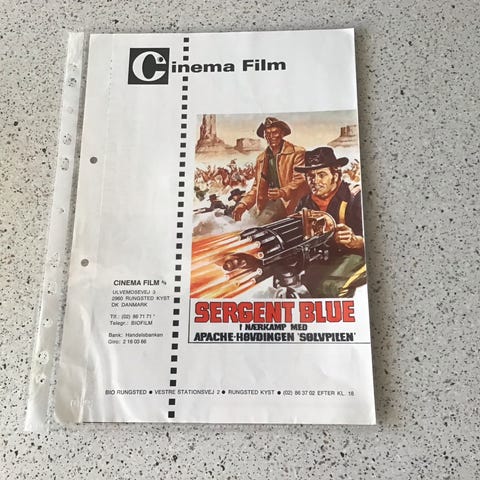 Cinema Film
SERGENT BLUE
I NÆRKAMP MED
APACHE-HØVDINGEN 'SØLVPILEN'
CINEMA FILM A/S
ULVEMOSEVEJ 3
2960 RUNGSTED KYST
DK DANMARK
Tlf.: (02) 86 71 71 *
Telegr.: BIOFILM
Bank: Handelsbanken
Giro: 2 16 03 66
BIO RUNGSTED ● VESTRE STATIONSVEJ 2 ● RUNGSTED KYST ● (02) 86 37 02 EFTER KL. 18